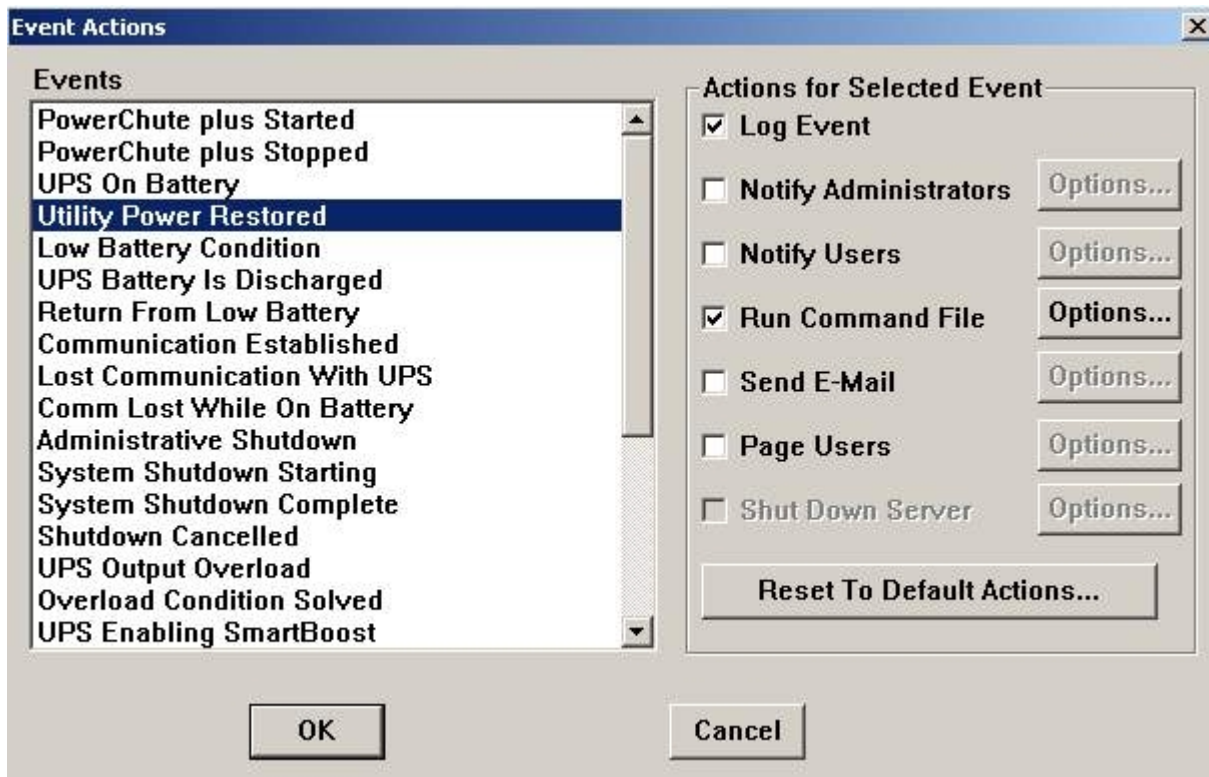 Event Actions
Events
PowerChute plus Started
PowerChute plus Stopped
UPS On Battery
Utility Power Restored
Low Battery Condition
UPS Battery Is Discharged
Return From Low Battery
Communication Established
Lost Communication With UPS
Comm Lost While On Battery
Administrative Shutdown
System Shutdown Starting
System Shutdown Complete
Shutdown Cancelled
UPS Output Overload
Overload Condition Solved
UPS Enabling SmartBoost
Actions for Selected Event
Log Event
Notify Administrators Options...
Notify Users Options...
Run Command File Options...
Send E-Mail Options...
Page Users Options...
Shut Down Server Options...
Reset To Default Actions...
OK Cancel